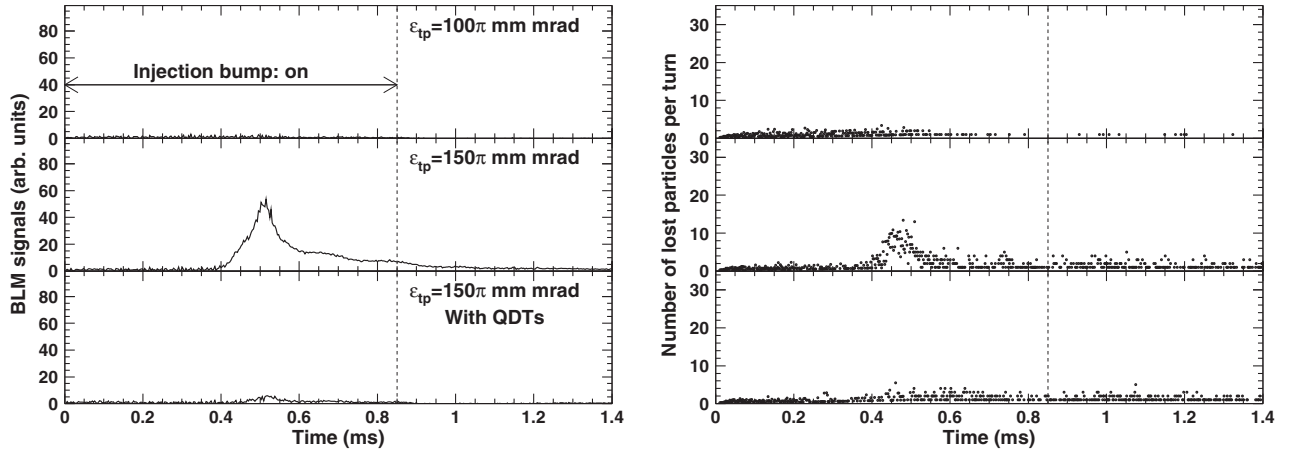 BLM signals (arb. units)
80
60
40
20
0
ε_tp=100π mm mrad
Injection bump: on
80
60
40
20
0
ε_tp=150π mm mrad
80
60
40
20
0
ε_tp=150π mm mrad
With QDTs
0 0.2 0.4 0.6 0.8 1 1.2 1.4
Time (ms)
Number of lost particles per turn
30
20
10
0
30
20
10
0
30
20
10
0
0 0.2 0.4 0.6 0.8 1 1.2 1.4
Time (ms)